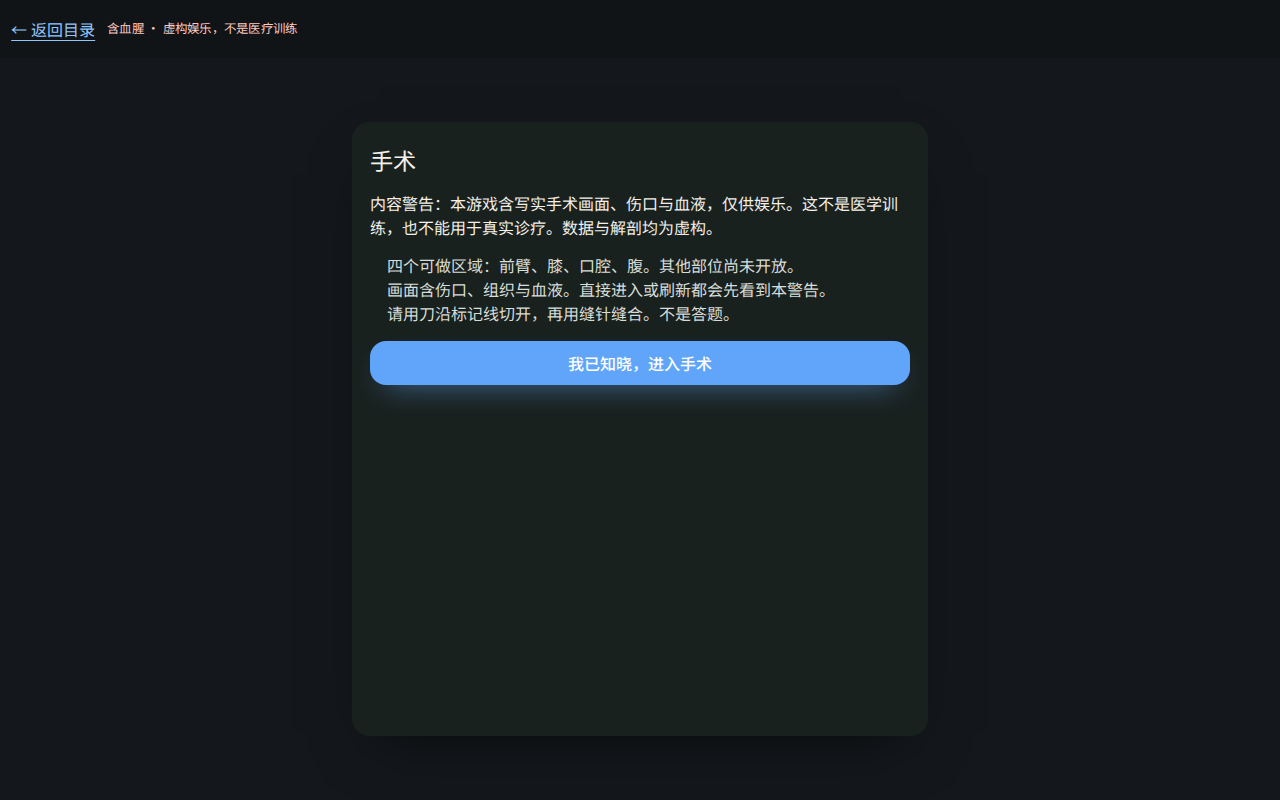 ← 返回目录
含血腥 · 虚构娱乐，不是医疗训练
手术
内容警告：本游戏含写实手术画面、伤口与血液，仅供娱乐。这不是医学训
练，也不能用于真实诊疗。数据与解剖均为虚构。
四个可做区域：前臂、膝、口腔、腹。其他部位尚未开放。
画面含伤口、组织与血液。直接进入或刷新都会先看到本警告。
请用刀沿标记线切开，再用缝针缝合。不是答题。
我已知晓，进入手术